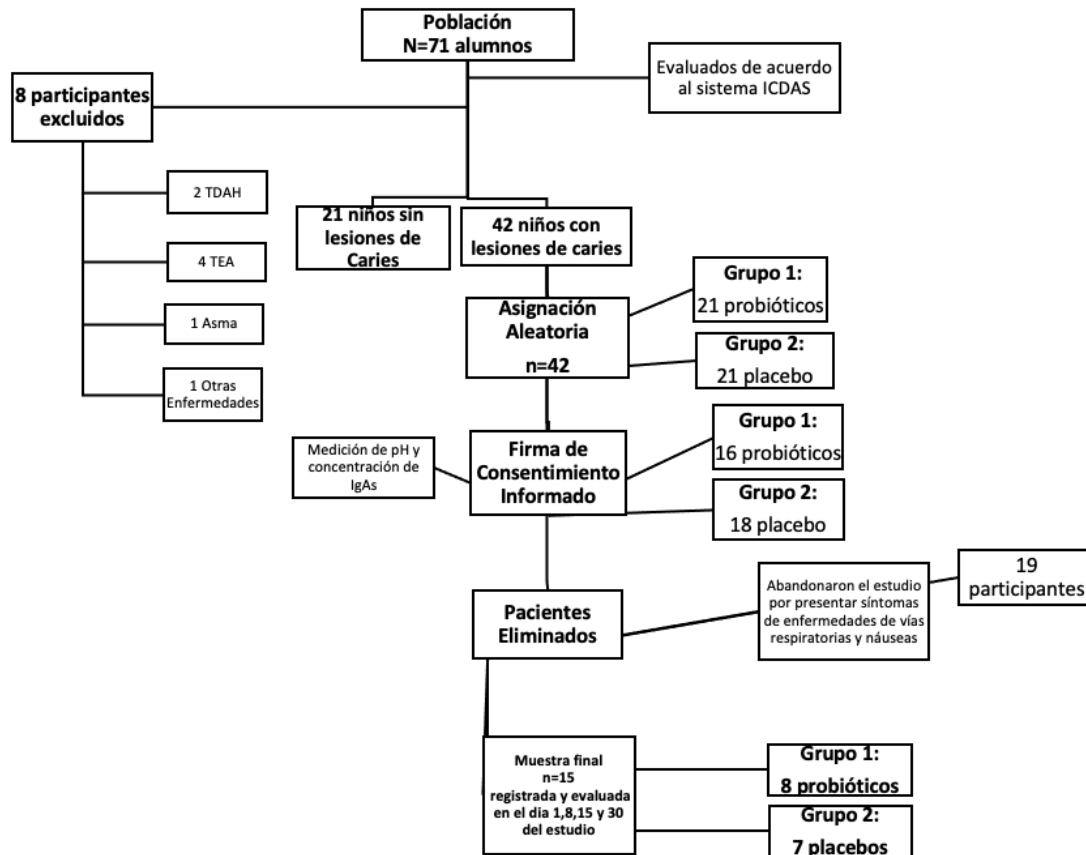 Población
N=71 alumnos
Evaluados de acuerdo
al sistema ICDAS
8 participantes
excluidos
2 TDAH
4 TEA
1 Asma
1 Otras
Enfermedades
21 niños sin
lesiones de
Caries
42 niños con
lesiones de caries
Asignación
Aleatoria
n=42
Grupo 1:
21 probióticos
Grupo 2:
21 placebo
Medición de pH y
concentración de
IgAs
Firma de
Consentimiento
Informado
Grupo 1:
16 probióticos
Grupo 2:
18 placebo
Pacientes
Eliminados
Abandonaron el estudio
por presentar síntomas
de enfermedades de vías
respiratorias y náuseas
19
participantes
Muestra final
n=15
registrada y evaluada
en el dia 1,8,15 y 30
del estudio
Grupo 1:
8 probióticos
Grupo 2:
7 placebos